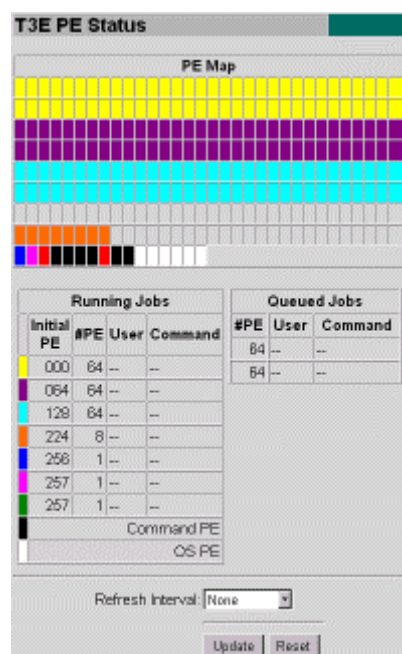 T3E PE Status
PE Map
Running Jobs
Initial PE #PE User Command
000 64 -- --
064 64 -- --
128 64 -- --
224 8 -- --
256 1 -- --
257 1 -- --
257 1 -- --
Command PE
OS PE
Queued Jobs
#PE User Command
64 -- --
64 -- --
Refresh Interval: None
Update Reset